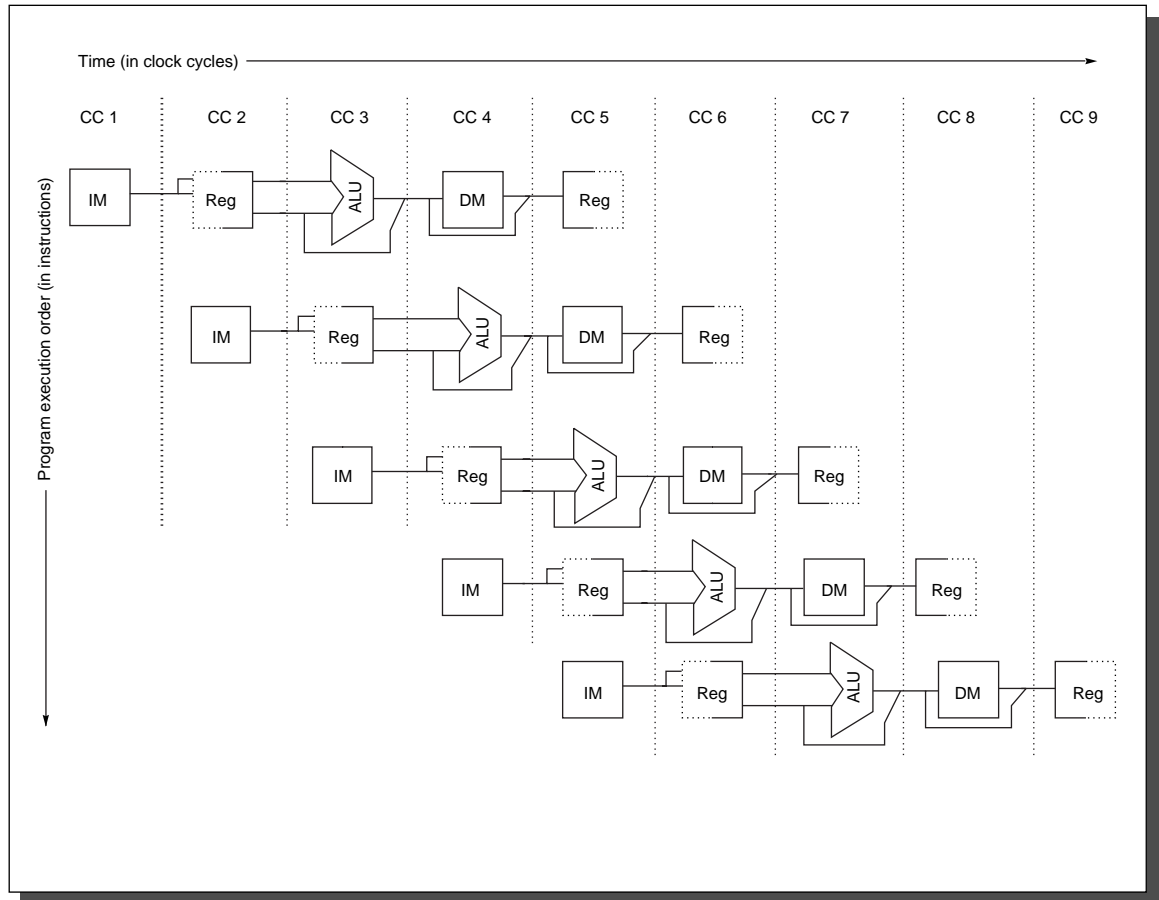 Time (in clock cycles)
CC 1 CC 2 CC 3 CC 4 CC 5 CC 6 CC 7 CC 8 CC 9
Program execution order (in instructions)
IM Reg ALU DM Reg
IM Reg ALU DM Reg
IM Reg ALU DM Reg
IM Reg ALU DM Reg
IM Reg ALU DM Reg